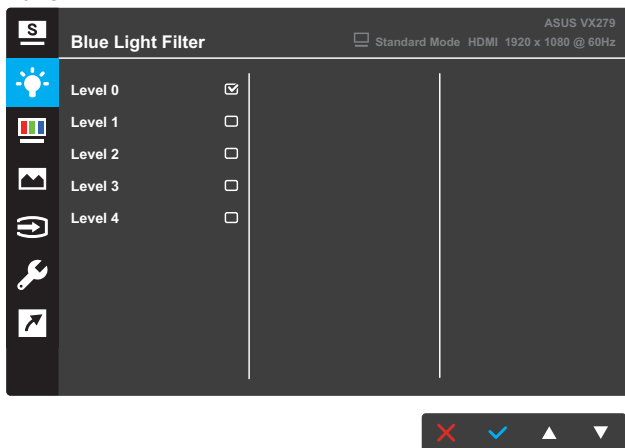 S
ASUS VX279
Blue Light Filter
Standard Mode HDMI 1920 x 1080 @ 60Hz
Level 0
Level 1
Level 2
Level 3
Level 4